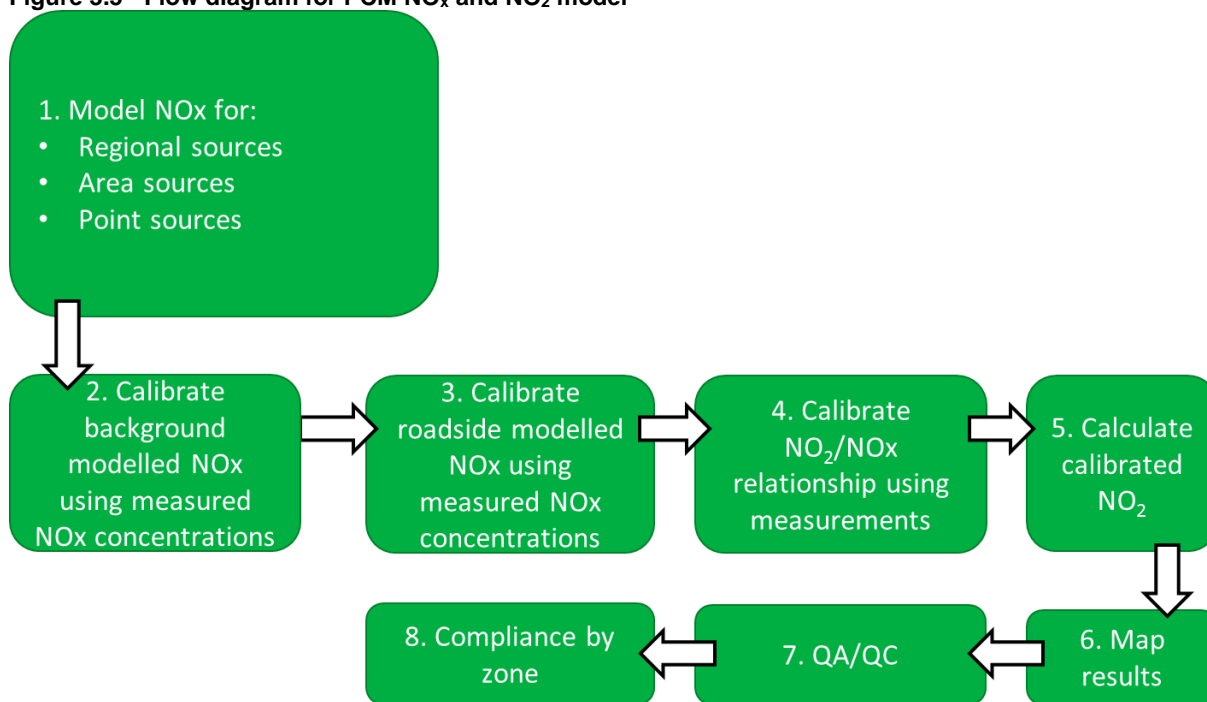 Figure 3.3 Flow diagram for PCM NOx and NO2 model
1. Model NOx for:
• Regional sources
• Area sources
• Point sources
2. Calibrate
background
modelled NOx
using measured
NOx concentrations
3. Calibrate
roadside modelled
NOx using
measured NOx
concentrations
4. Calibrate
NO2/NOx
relationship using
measurements
5. Calculate
calibrated
NO2
8. Compliance by
zone
7. QA/QC
6. Map
results